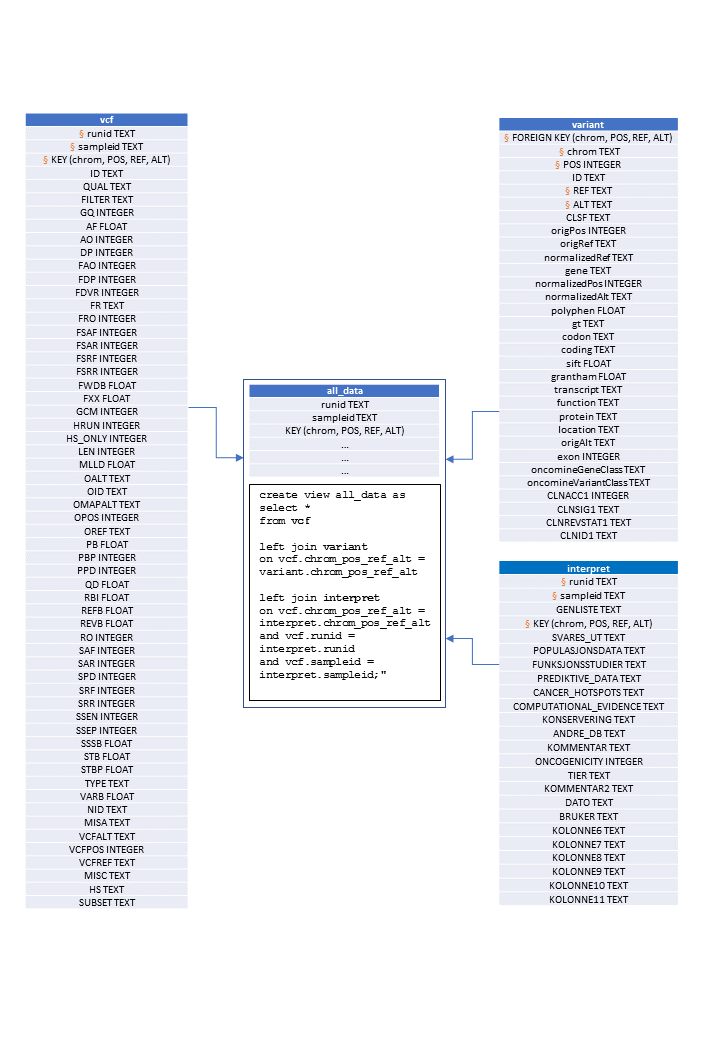 vcf
§ runid TEXT
§ sampleid TEXT
§ KEY (chrom, POS, REF, ALT)
ID TEXT
QUAL TEXT
FILTER TEXT
GQ INTEGER
AF FLOAT
AO INTEGER
DP INTEGER
FAO INTEGER
FDP INTEGER
FDVR INTEGER
FR TEXT
FRO INTEGER
FSAF INTEGER
FSAR INTEGER
FSRF INTEGER
FSRR INTEGER
FWDB FLOAT
FXX FLOAT
GCM INTEGER
HRUN INTEGER
HS_ONLY INTEGER
LEN INTEGER
MLLD FLOAT
OALT TEXT
OID TEXT
OMAPALT TEXT
OPOS INTEGER
OREF TEXT
PB FLOAT
PBP INTEGER
PPD INTEGER
QD FLOAT
RBI FLOAT
REFB FLOAT
REVB FLOAT
RO INTEGER
SAF INTEGER
SAR INTEGER
SPD INTEGER
SRF INTEGER
SRR INTEGER
SSEN INTEGER
SSEP INTEGER
SSSB FLOAT
STB FLOAT
STBP FLOAT
TYPE TEXT
VARB FLOAT
NID TEXT
MISA TEXT
VCFALT TEXT
VCFPOS INTEGER
VCFREF TEXT
MISC TEXT
HS TEXT
SUBSET TEXT
all_data
runid TEXT
sampleid TEXT
KEY (chrom, POS, REF, ALT)
...
...
...
create view all_data as
select *
from vcf
left join variant
on vcf.chrom_pos_ref_alt =
variant.chrom_pos_ref_alt
left join interpret
on vcf.chrom_pos_ref_alt =
interpret.chrom_pos_ref_alt
and vcf.runid =
interpret.runid
and vcf.sampleid =
interpret.sampleid;"
variant
§ FOREIGN KEY (chrom, POS, REF, ALT)
§ chrom TEXT
§ POS INTEGER
ID TEXT
§ REF TEXT
§ ALT TEXT
CLSF TEXT
origPos INTEGER
origRef TEXT
normalizedRef TEXT
gene TEXT
normalizedPos INTEGER
normalizedAlt TEXT
polyphen FLOAT
gt TEXT
codon TEXT
coding TEXT
sift FLOAT
grantham FLOAT
transcript TEXT
function TEXT
protein TEXT
location TEXT
origAlt TEXT
exon INTEGER
oncomineGeneClass TEXT
oncomineVariantClass TEXT
CLNACC1 INTEGER
CLNSIG1 TEXT
CLNREVSTAT1 TEXT
CLNID1 TEXT
interpret
§ runid TEXT
§ sampleid TEXT
GENLISTE TEXT
§ KEY (chrom, POS, REF, ALT)
SVARES_UT TEXT
POPULASJONSDATA TEXT
FUNKSJONSSTUDIER TEXT
PREDIKTIVE_DATA TEXT
CANCER_HOTSPOTS TEXT
COMPUTATIONAL_EVIDENCE TEXT
KONSERVERING TEXT
ANDRE_DB TEXT
KOMMENTAR TEXT
ONCOGENICITY INTEGER
TIER TEXT
KOMMENTAR2 TEXT
DATO TEXT
BRUKER TEXT
KOLONNE6 TEXT
KOLONNE7 TEXT
KOLONNE8 TEXT
KOLONNE9 TEXT
KOLONNE10 TEXT
KOLONNE11 TEXT